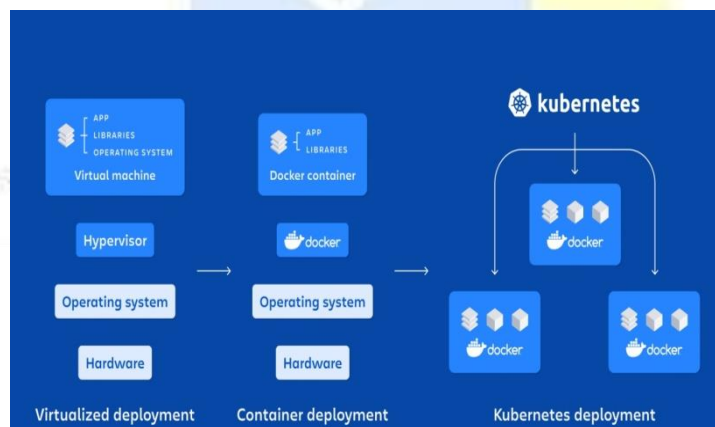 APP
LIBRARIES
OPERATING SYSTEM
Virtual machine
Hypervisor
Operating system
Hardware
Virtualized deployment
APP
LIBRARIES
Docker container
docker
Operating system
Hardware
Container deployment
kubernetes
docker
docker
docker
Kubernetes deployment